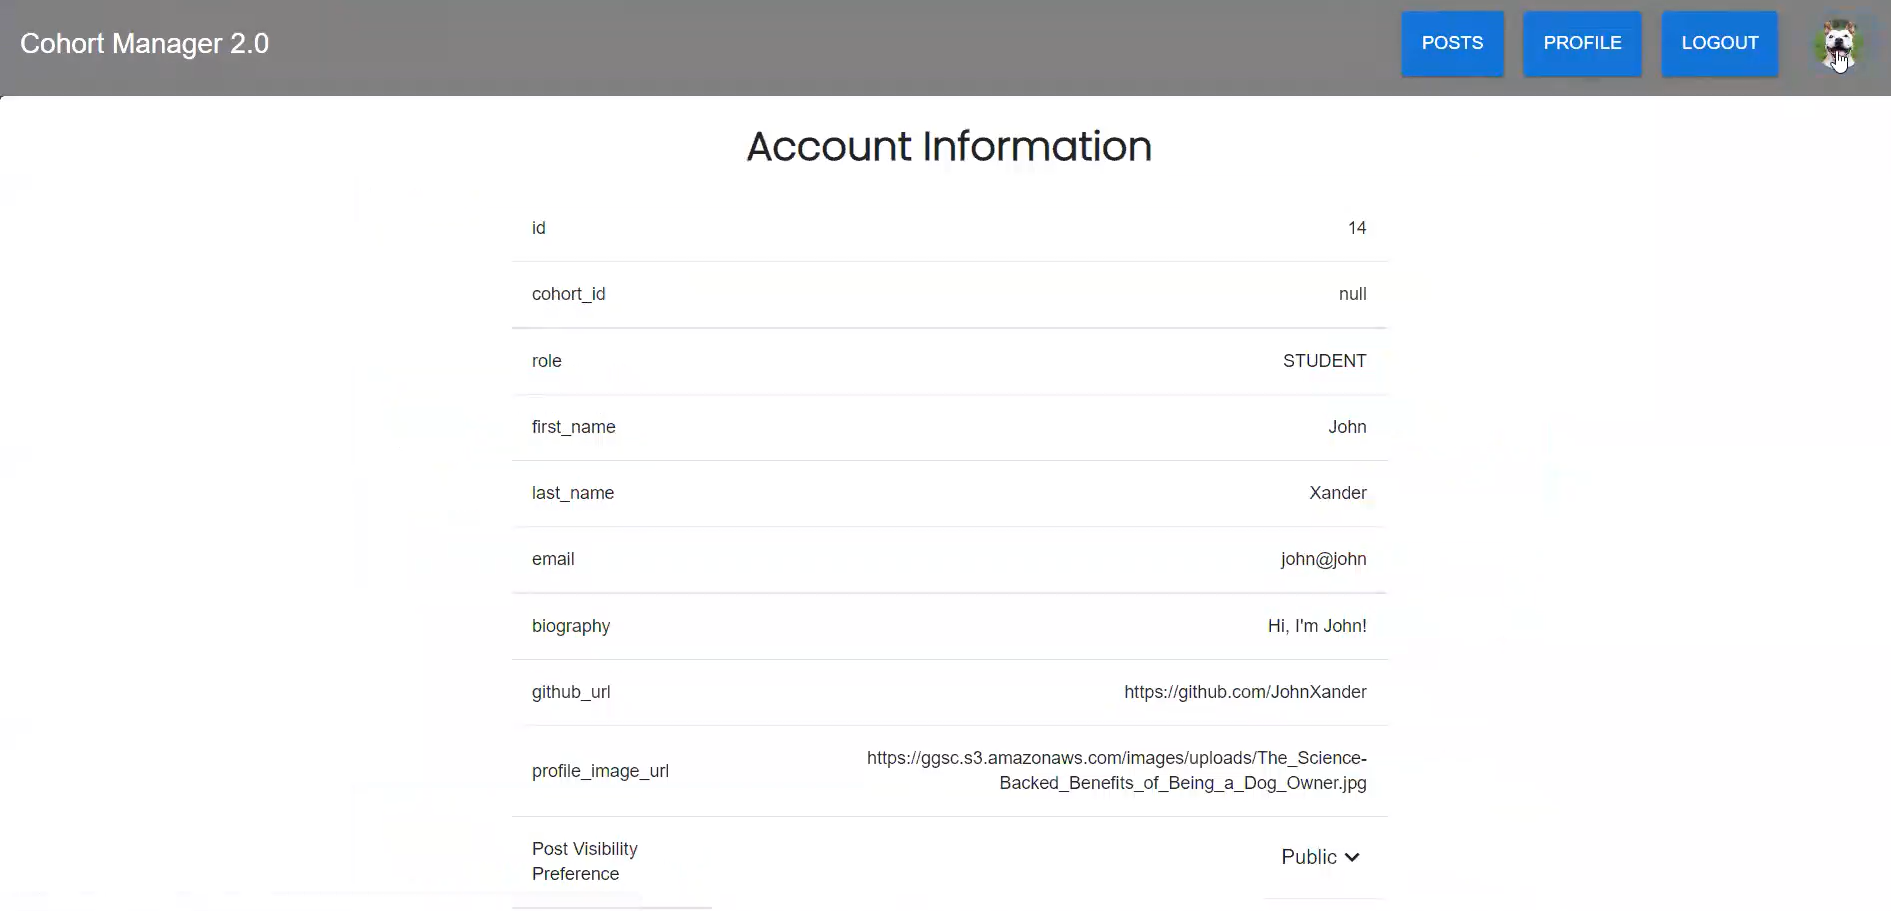 Cohort Manager 2.0
POSTS
PROFILE
LOGOUT
Account Information
id
14
cohort_id
null
role
STUDENT
first_name
John
last_name
Xander
email
john@john
biography
Hi, I'm John!
github_url
https://github.com/JohnXander
profile_image_url
https://ggsc.s3.amazonaws.com/images/uploads/The_Science-
Backed_Benefits_of_Being_a_Dog_Owner.jpg
Post Visibility
Preference
Public